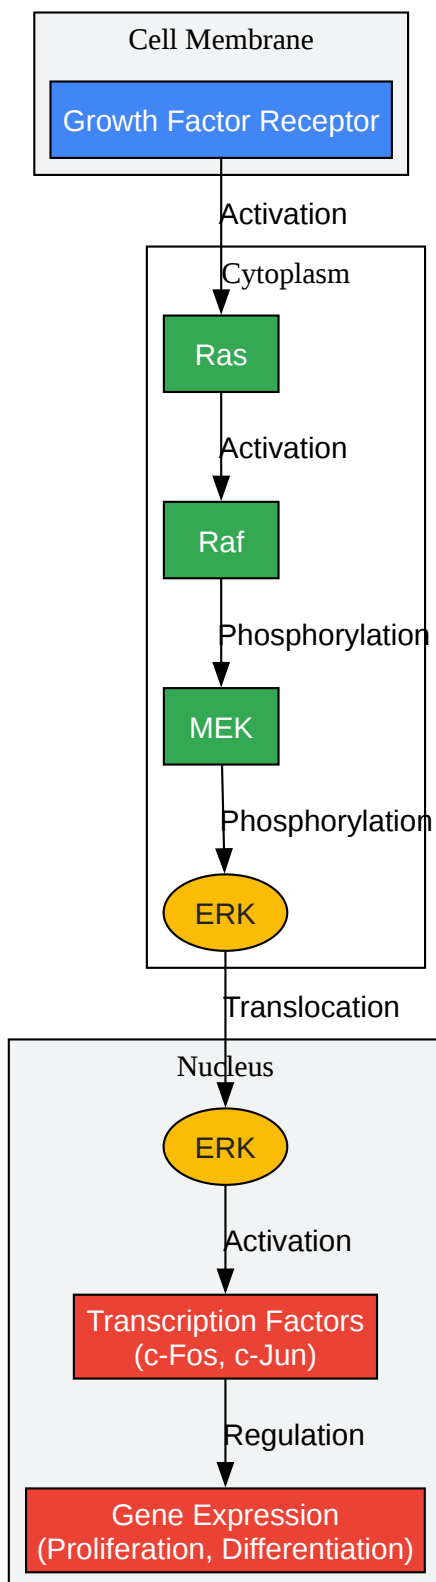 Cell Membrane
Growth Factor Receptor
Activation
Cytoplasm
Ras
Activation
Raf
Phosphorylation
MEK
Phosphorylation
ERK
Translocation
Nucleus
ERK
Activation
Transcription Factors
(c-Fos, c-Jun)
Regulation
Gene Expression
(Proliferation, Differentiation)